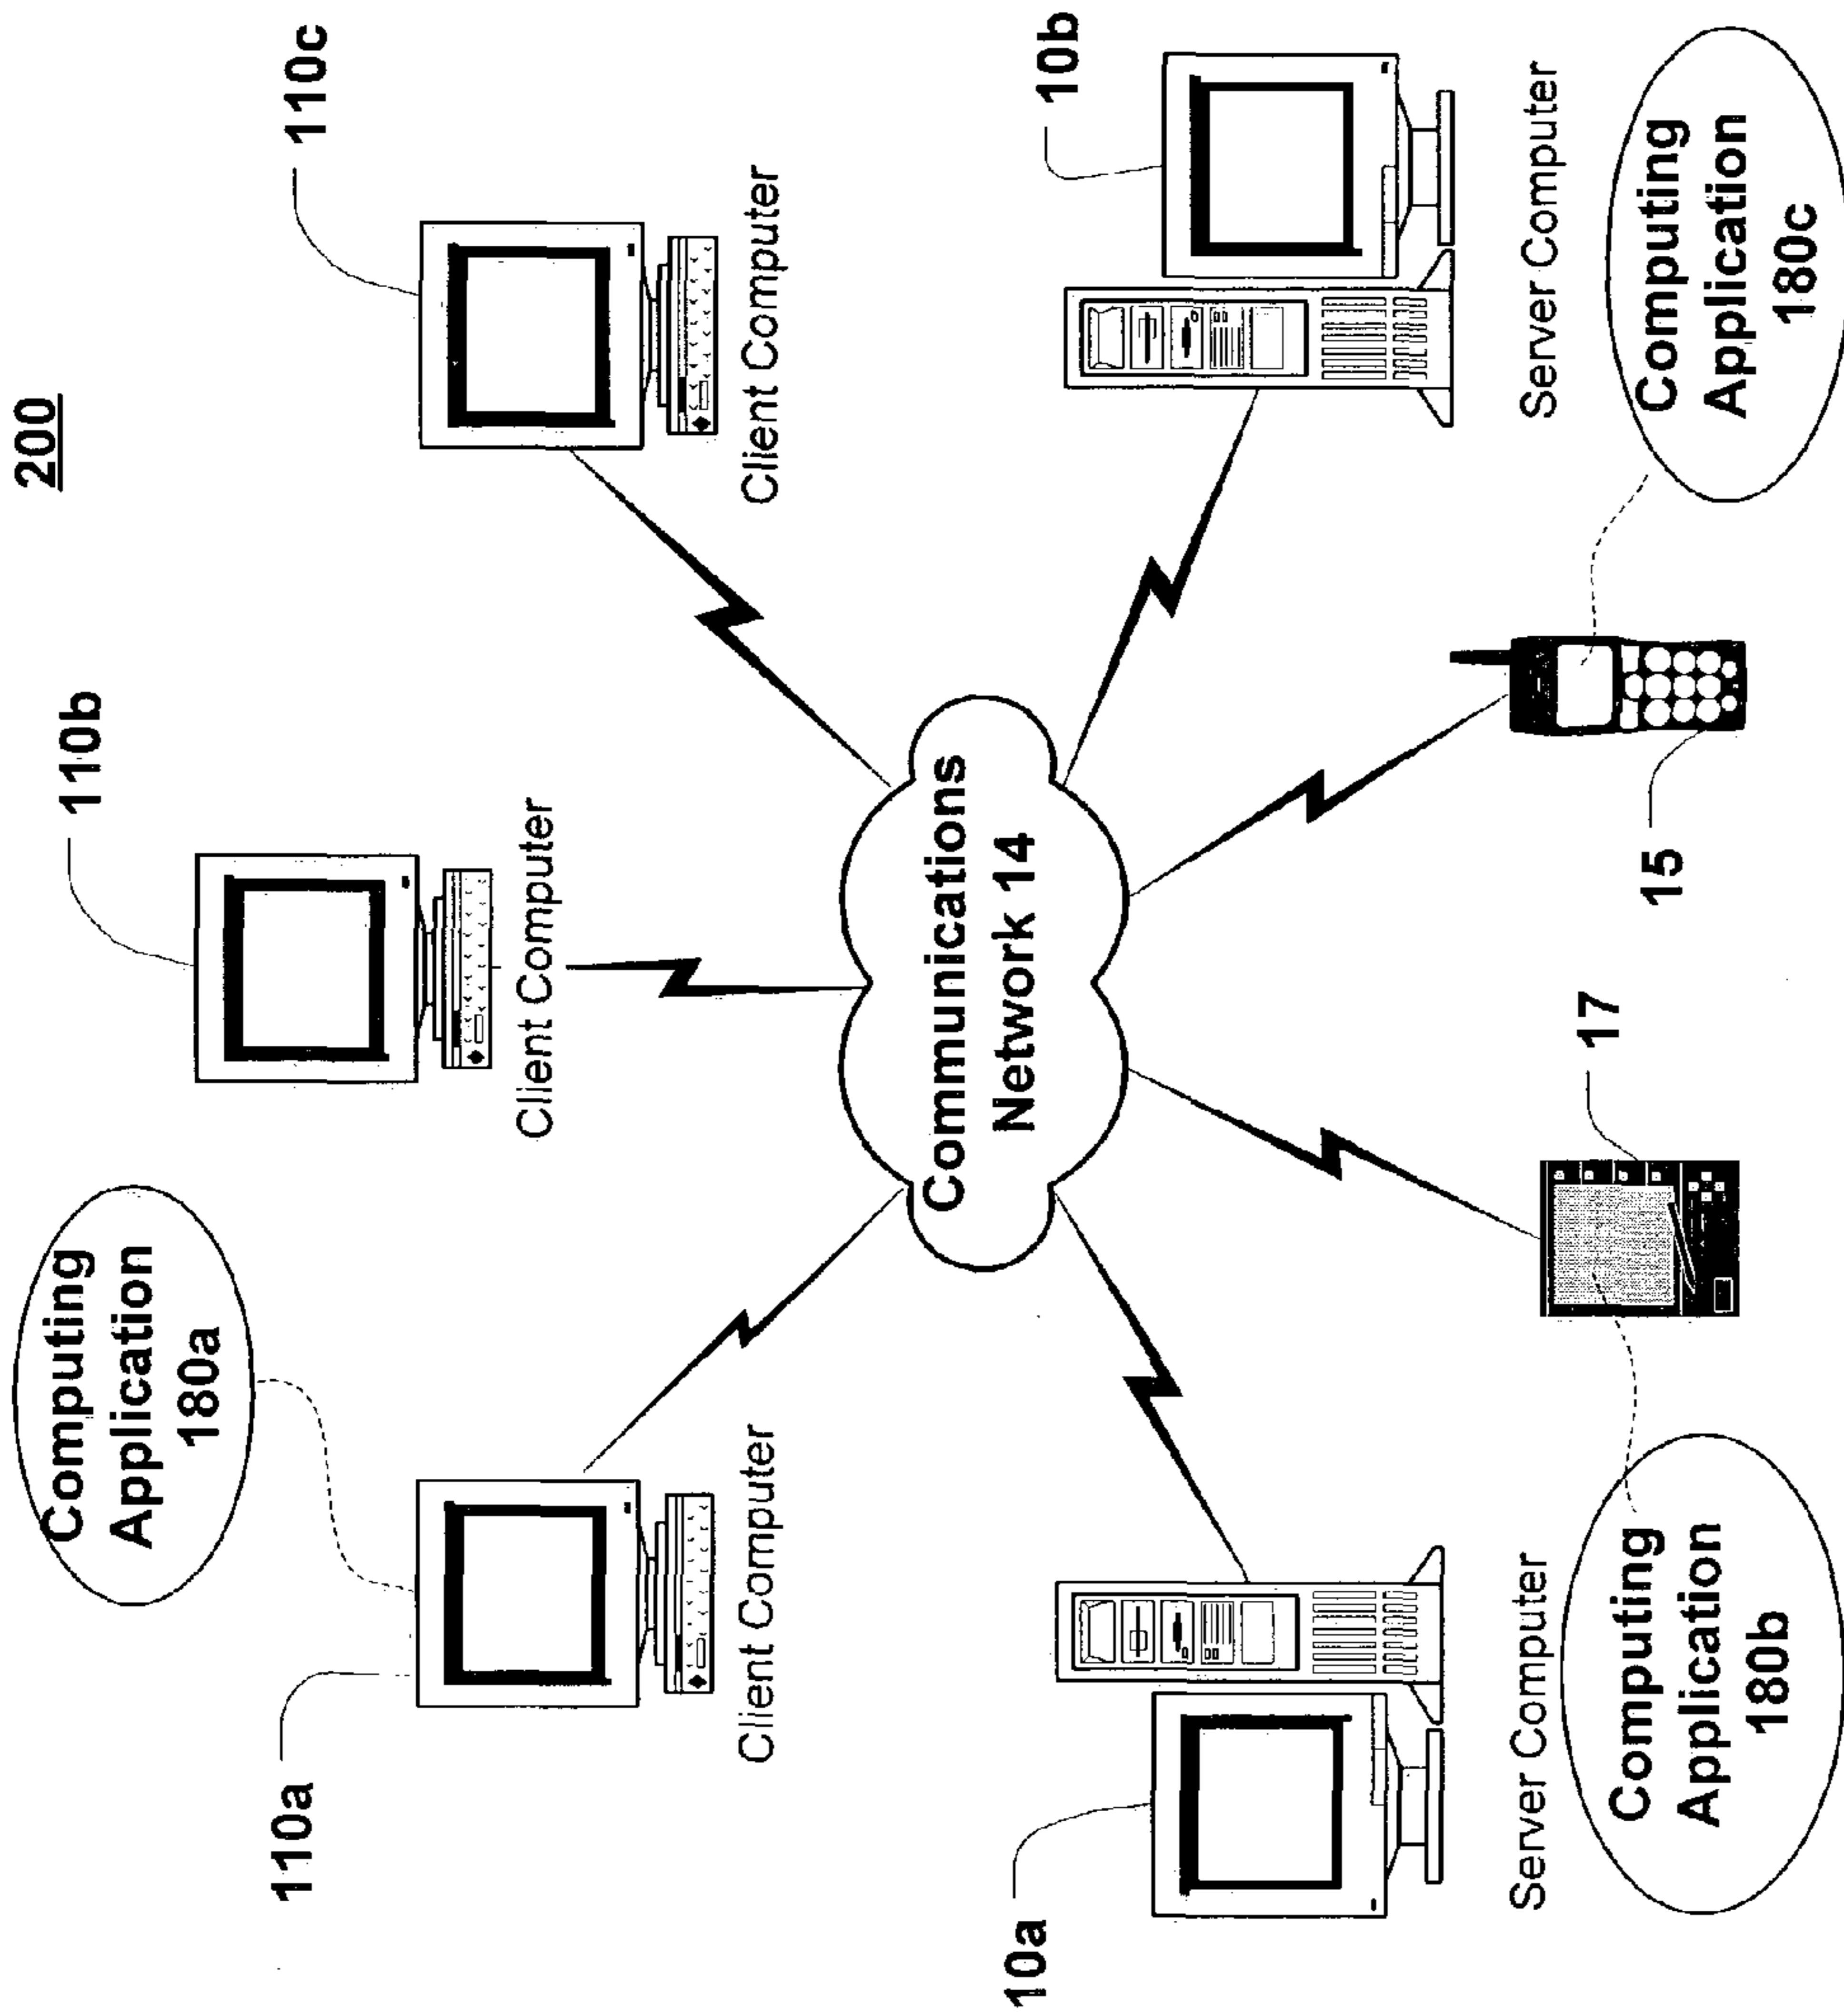 200
Computing
Application
180a
110a
Client Computer
110b
Client Computer
110c
Client Computer
Communications
Network 14
10a
Server Computer
Computing
Application
180b
17
15
10b
Server Computer
Computing
Application
180c